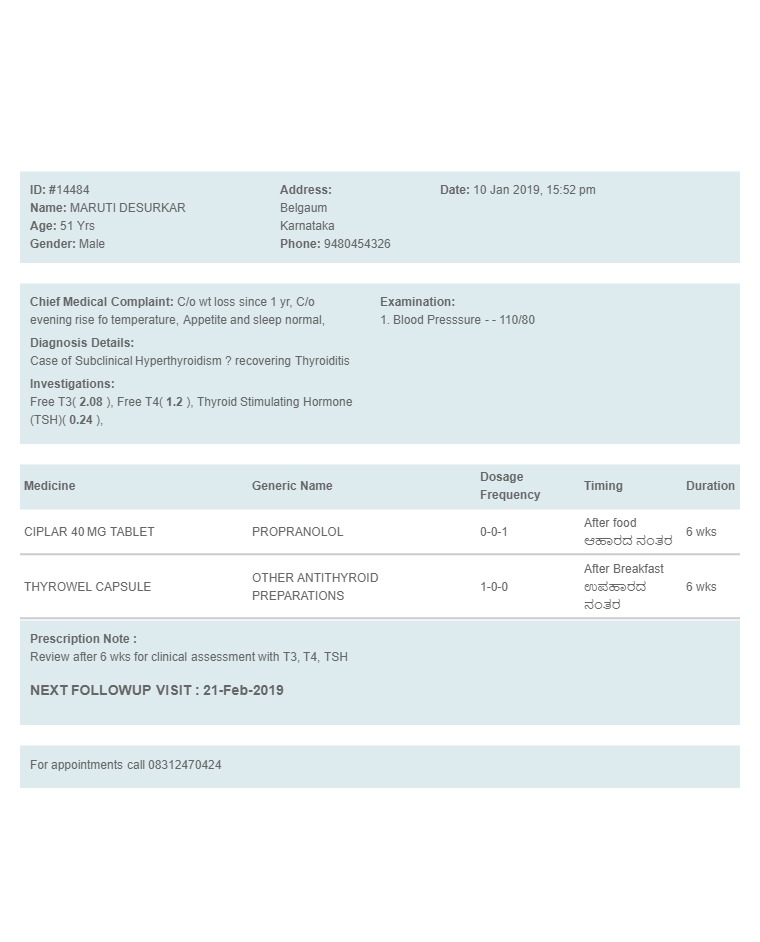 ID: #14484
Name: MARUTI DESURKAR
Age: 51 Yrs
Gender: Male
Address:
Belgaum
Karnataka
Phone: 9480454326
Date: 10 Jan 2019, 15:52 pm
Chief Medical Complaint: C/o wt loss since 1 yr, C/o
evening rise fo temperature, Appetite and sleep normal,
Diagnosis Details:
Case of Subclinical Hyperthyroidism ? recovering Thyroiditis
Investigations:
Free T3( 2.08 ), Free T4( 1.2 ), Thyroid Stimulating Hormone
(TSH)( 0.24 ),
Examination:
1. Blood Presssure - - 110/80
Medicine Generic Name Dosage Frequency Timing Duration
CIPLAR 40 MG TABLET PROPRANOLOL 0-0-1 After food ಆಹಾರದ ನಂತರ 6 wks
THYROWEL CAPSULE OTHER ANTITHYROID PREPARATIONS 1-0-0 After Breakfast ಉಪಹಾರದ ನಂತರ 6 wks
Prescription Note :
Review after 6 wks for clinical assessment with T3, T4, TSH
NEXT FOLLOWUP VISIT : 21-Feb-2019
For appointments call 08312470424